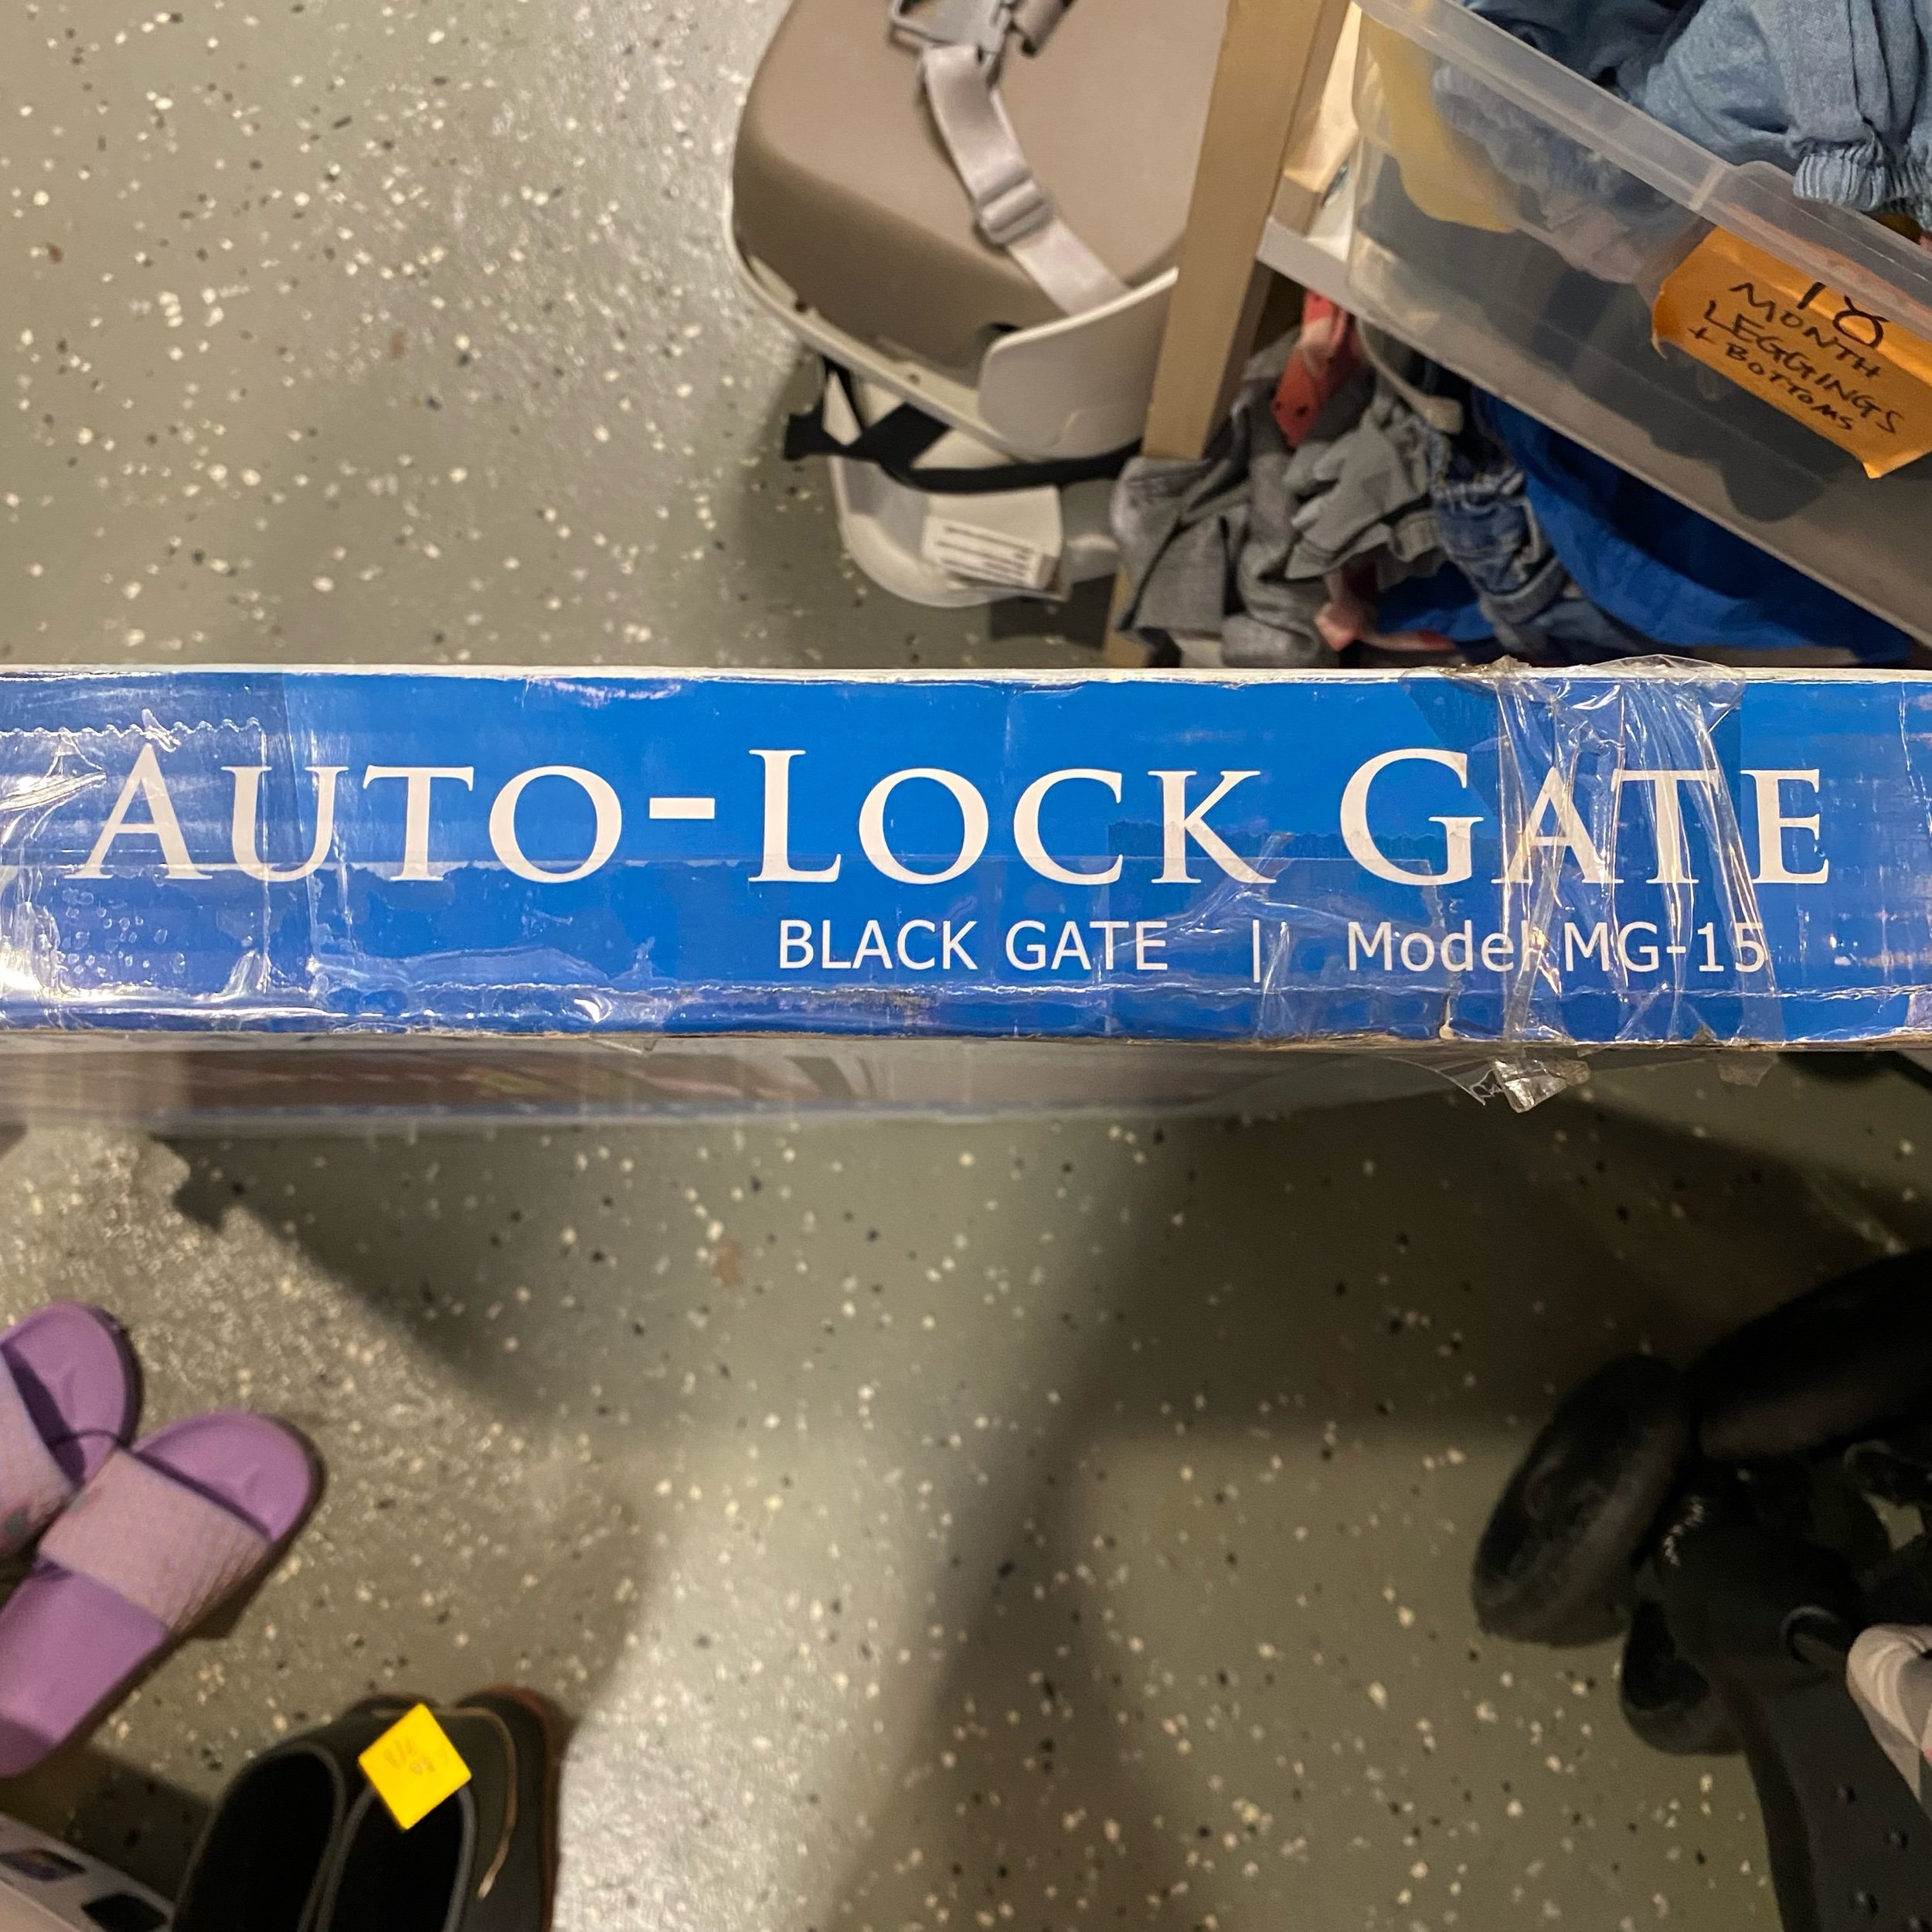 18
MONTH
LEGGINGS
+ BOTTOMS
AUTO-LOCK GATE
BLACK GATE | Model MG-15